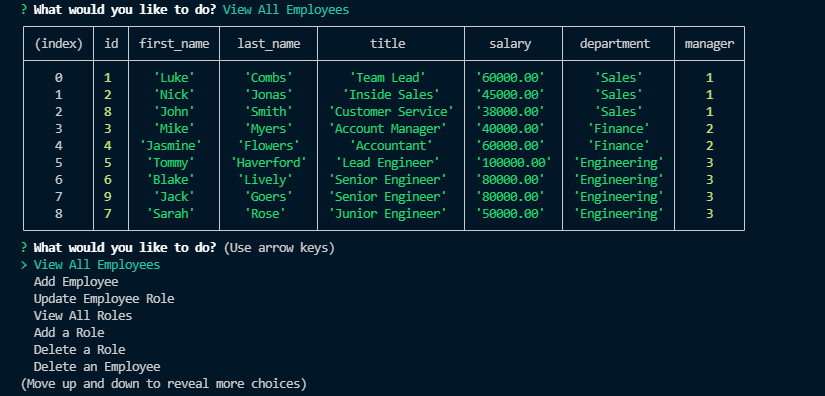 ? What would you like to do? View All Employees
(index) id first_name last_name title salary department manager
0 1 'Luke' 'Combs' 'Team Lead' '60000.00' 'Sales' 1
1 2 'Nick' 'Jonas' 'Inside Sales' '45000.00' 'Sales' 1
2 8 'John' 'Smith' 'Customer Service' '38000.00' 'Sales' 1
3 3 'Mike' 'Myers' 'Account Manager' '40000.00' 'Finance' 2
4 4 'Jasmine' 'Flowers' 'Accountant' '60000.00' 'Finance' 2
5 5 'Tommy' 'Haverford' 'Lead Engineer' '100000.00' 'Engineering' 3
6 6 'Blake' 'Lively' 'Senior Engineer' '80000.00' 'Engineering' 3
7 9 'Jack' 'Goers' 'Senior Engineer' '80000.00' 'Engineering' 3
8 7 'Sarah' 'Rose' 'Junior Engineer' '50000.00' 'Engineering' 3
? What would you like to do? (Use arrow keys)
> View All Employees
Add Employee
Update Employee Role
View All Roles
Add a Role
Delete a Role
Delete an Employee
(Move up and down to reveal more choices)